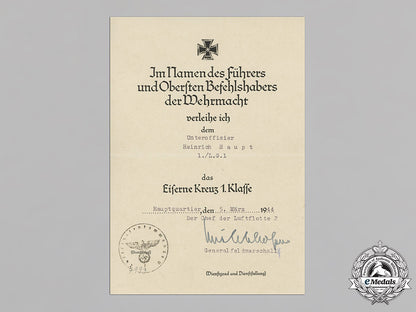 Im Namen des Führers
und Obersten Befehlshabers
der Wehrmacht
verleihe ich
dem
Unteroffizier
Heinrich Haupt
1./L.G.1
das
Eiserne Kreuz 1. Klasse
Hauptquartier, den 5. März 1944
Der Chef der Luftflotte 2
Generalfeldmarschall
(Dienstgrad und Dienststellung)
eMedals